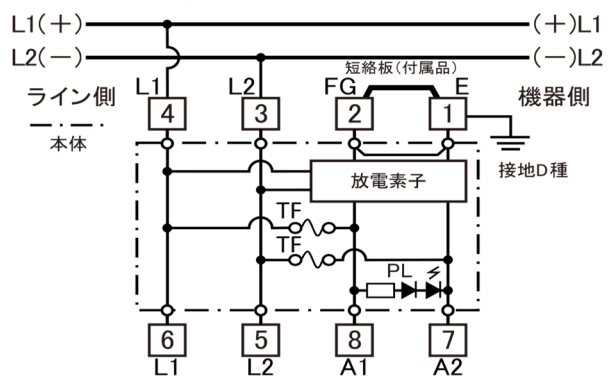 L1(+) (+)L1
L2(−) (−)L2
短絡板(付属品)
L1 L2 FG E
ライン側 4 3 2 1 機器側
本体
接地D種
放電素子
TF
TF
PL
6 5 8 7
L1 L2 A1 A2